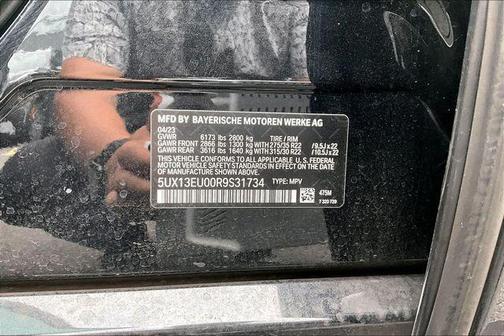 MFD BY BAYERISCHE MOTOREN WERKE AG
04/23
GVWR 6173 lbs 2800 kg TIRE / RIM
GAWR FRONT 2866 lbs 1300 kg WITH 275/35 R22 / 9.5J x 22
GAWR REAR 3616 lbs 1640 kg WITH 315/30 R22 / 10.5J x 22
THIS VEHICLE CONFORMS TO ALL APPLICABLE U. S. FEDERAL
MOTOR VEHICLE SAFETY STANDARDS IN EFFECT ON THE DATE
OF MANUFACTURE SHOWN ABOVE.
5UX13EU00R9S31734 TYPE: MPV
475M
7 323 729